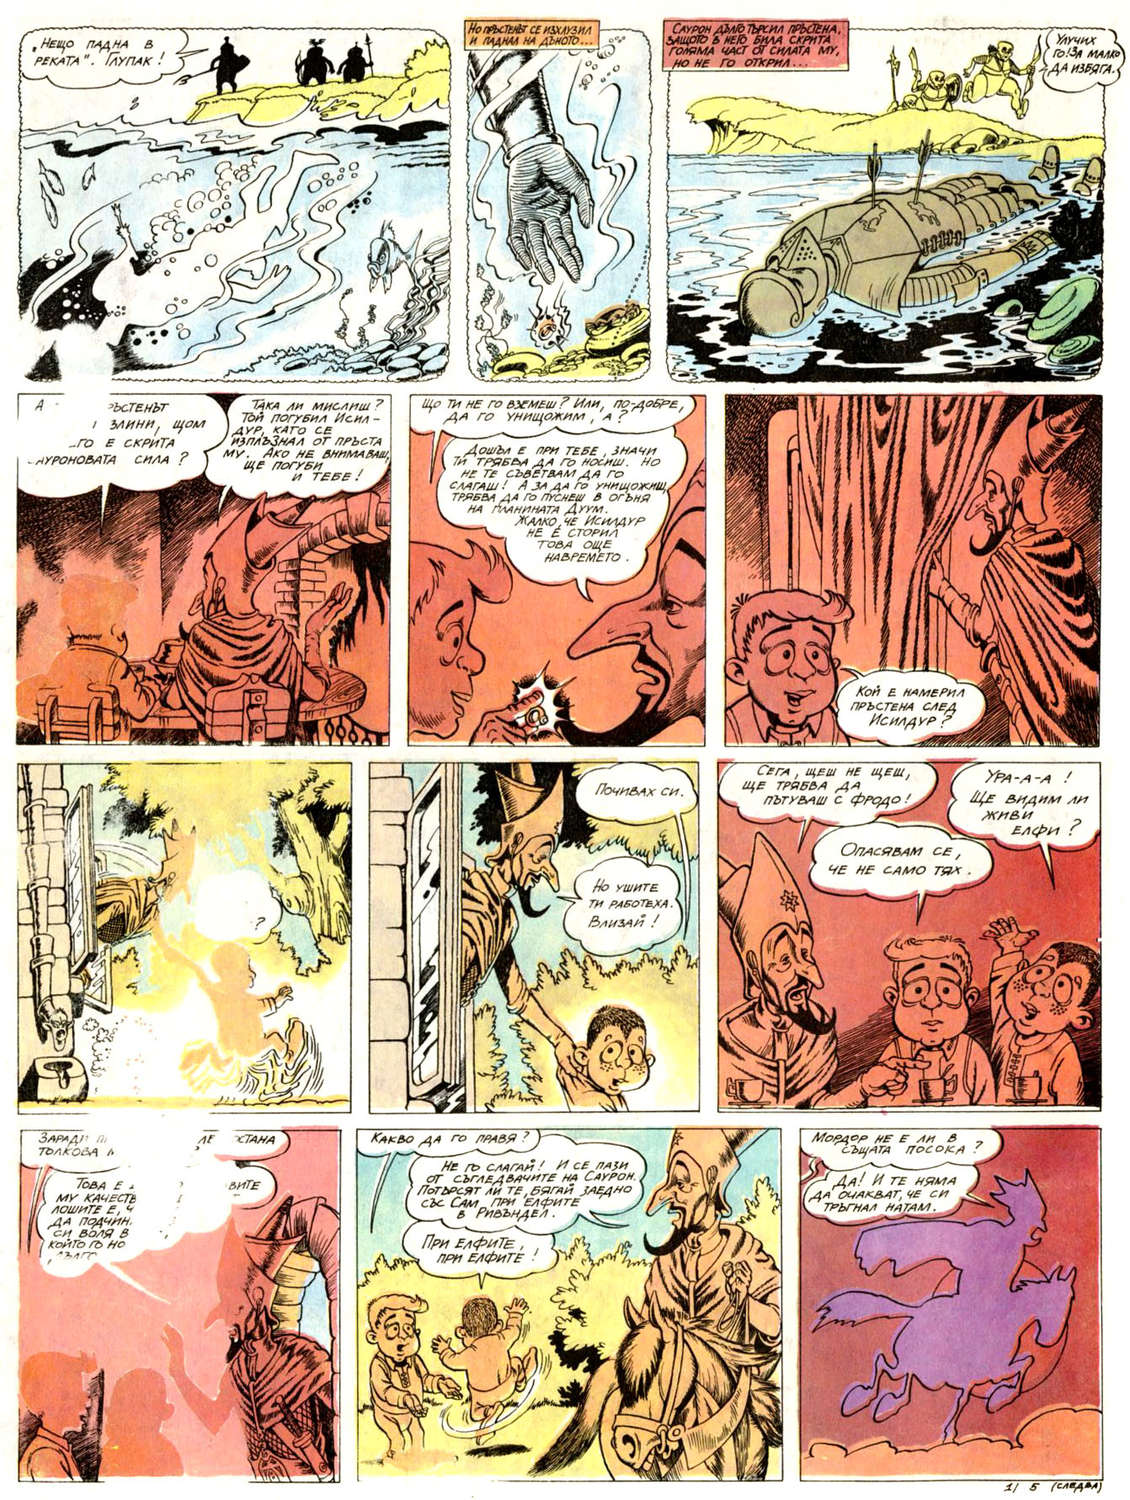 „Нещо падна в
реката“. Глупак!
Но пръстенът се изхлузил
и паднал на дъното...
Саурон дълго търсил пръстена,
защото в него била скрита
голяма част от силата му,
но не го открил...
Улучих
го! За малко
да избяга.
А
ръстенът
злини, щом
го е скрита
ауроновата сила?
Така ли мислиш?
Той погубил Исил-
дур, като се
изплъзнал от пръста
му. Ако не внимаваш,
ще погуби
и тебе!
Що ти не го вземеш? Или, по-добре,
да го унищожим, а?
Дошъл е при тебе, значи
ти трябва да го носиш. Но
не те съветвам да го
слагаш! А за да го унищожиш,
трябва да го пуснеш в огъня
на планината Дуум.
Жалко, че Исилдур
не е сторил
това още
навремето.
Кой е намерил
пръстена след
Исилдур?
?
Почивах си.
Но ушите
ти работеха.
Влизай!
Сега, щеш не щеш,
ще трябва да
пътуваш с Фродо!
Опасявам се,
че не само тях.
Ура-а-а!
Ще видим ли
живи
елфи?
Заради п
ле остана
толкова м
Това е
овите
му качеств
лошите е, ч
да подчин
си воля в
който го но
дълго
Какво да го правя?
Не го слагай! И се пази
от съгледвачите на Саурон.
Потърсят ли те, бягай заедно
със Сам при елфите
в Ривъндел.
При елфите,
при елфите!
Мордор не е ли в
същата посока?
Да! И те няма
да очакват, че си
тръгнал натам.
1/ 5 (следва)